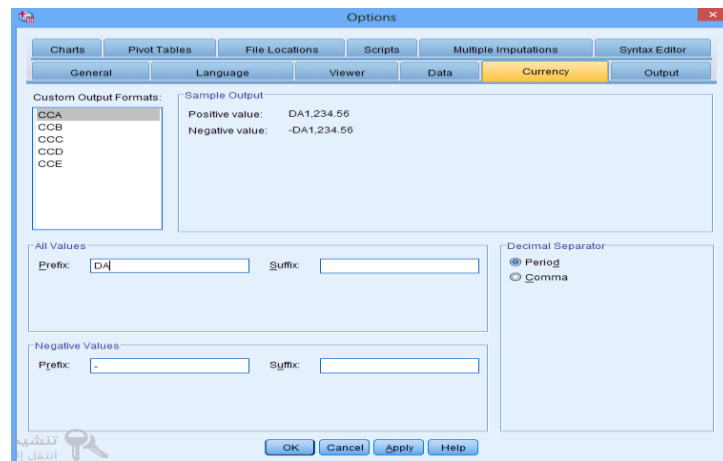 Options
Charts
Pivot Tables
File Locations
Scripts
Multiple Imputations
Syntax Editor
General
Language
Viewer
Data
Currency
Output
Custom Output Formats:
CCA
CCB
CCC
CCD
CCE
Sample Output
Positive value: DA1,234.56
Negative value: -DA1,234.56
All Values
Prefix: DA
Suffix:
Decimal Separator
Period
Comma
Negative Values
Prefix: -
Suffix:
OK
Cancel
Apply
Help
انتقل